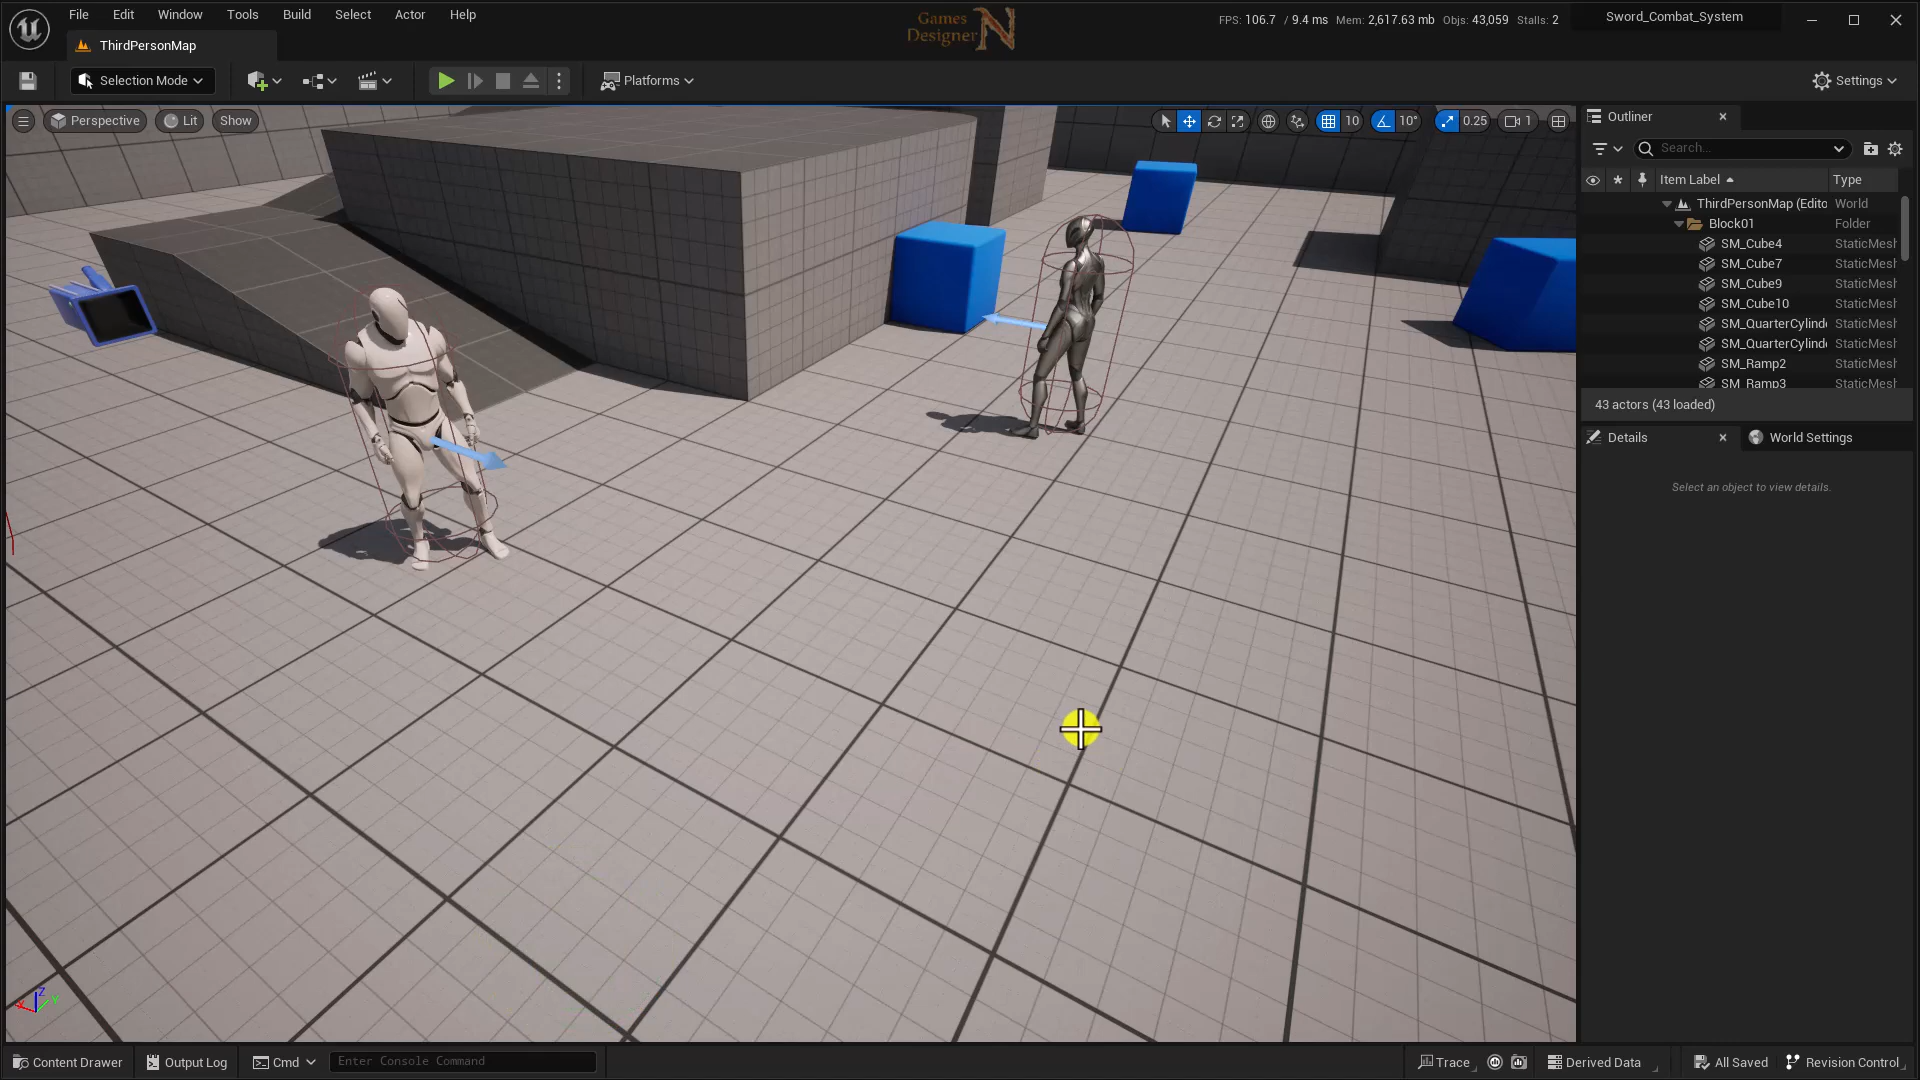 File Edit Window Tools Build Select Actor Help
Games Designer N
FPS: 106.7 / 9.4 ms Mem: 2,617.63 mb Objs: 43,059 Stalls: 2
Sword_Combat_System
ThirdPersonMap
Selection Mode
Platforms
Settings
Perspective Lit Show
10 10° 0.25 1
Outliner
Search...
Item Label Type
ThirdPersonMap (Edito World
Block01 Folder
SM_Cube4 StaticMesh
SM_Cube7 StaticMesh
SM_Cube9 StaticMesh
SM_Cube10 StaticMesh
SM_QuarterCylinde StaticMesh
SM_QuarterCylinde StaticMesh
SM_Ramp2 StaticMesh
SM_Ramp3 StaticMesh
43 actors (43 loaded)
Details World Settings
Select an object to view details.
X Z Y
Content Drawer Output Log Cmd Enter Console Command Trace Derived Data All Saved Revision Control